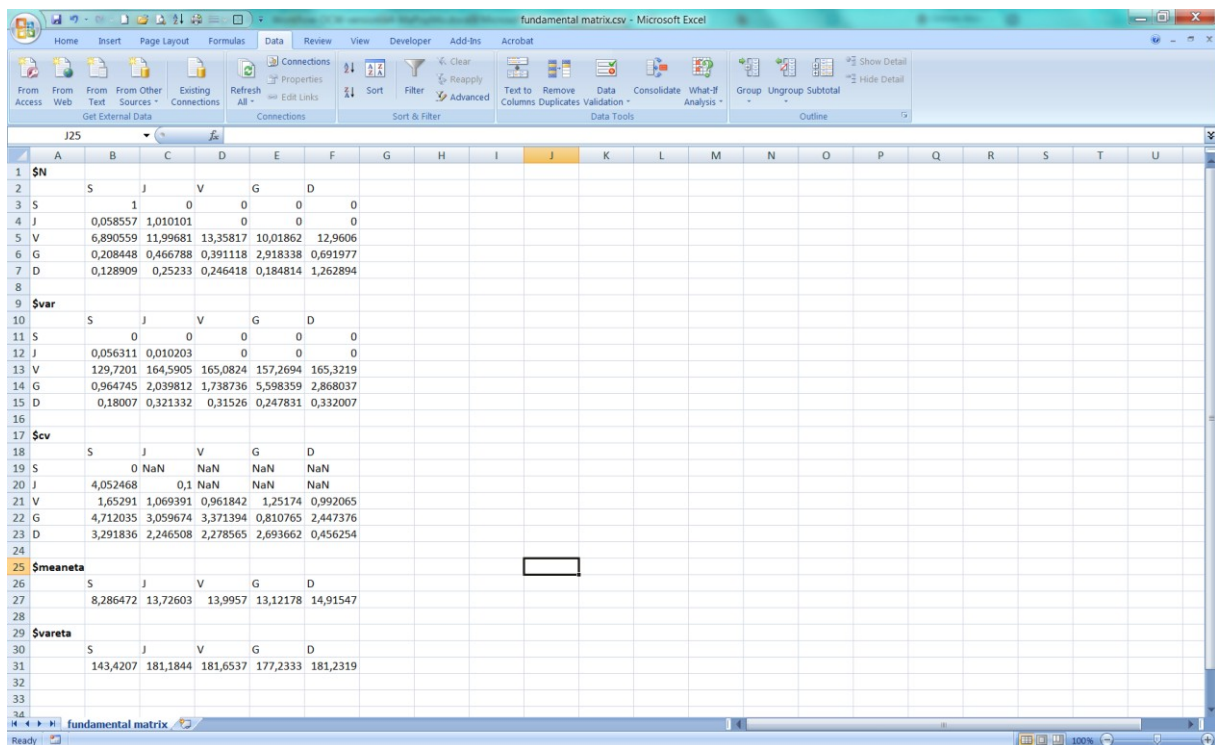 fundamental matrix.csv - Microsoft Excel
Home Insert Page Layout Formulas Data Review View Developer Add-Ins Acrobat
From Access From Web From Text From Other Sources Existing Connections Refresh All Connections Properties Edit Links Sort Filter Clear Reapply Advanced Text to Columns Remove Duplicates Data Validation Consolidate What-If Analysis Group Ungroup Subtotal Show Detail Hide Detail
Get External Data Connections Sort & Filter Data Tools Outline
J25 fx
A B C D E F G H I J K L M N O P Q R S T U
1 $N
2 S J V G D
3 S 1 0 0 0 0
4 J 0,058557 1,010101 0 0 0
5 V 6,890559 11,99681 13,35817 10,01862 12,9606
6 G 0,208448 0,466788 0,391118 2,918338 0,691977
7 D 0,128909 0,25233 0,246418 0,184814 1,262894
8
9 $var
10 S J V G D
11 S 0 0 0 0 0
12 J 0,056311 0,010203 0 0 0
13 V 129,7201 164,5905 165,0824 157,2694 165,3219
14 G 0,964745 2,039812 1,738736 5,598359 2,868037
15 D 0,18007 0,321332 0,31526 0,247831 0,332007
16
17 $cv
18 S J V G D
19 S 0 NaN NaN NaN NaN
20 J 4,052468 0,1 NaN NaN NaN
21 V 1,65291 1,069391 0,961842 1,25174 0,992065
22 G 4,712035 3,059674 3,371394 0,810765 2,447376
23 D 3,291836 2,246508 2,278565 2,693662 0,456254
24
25 $meaneta
26 S J V G D
27 8,286472 13,72603 13,9957 13,12178 14,91547
28
29 $vareta
30 S J V G D
31 143,4207 181,1844 181,6537 177,2333 181,2319
32
33
34
fundamental matrix
Ready 100%